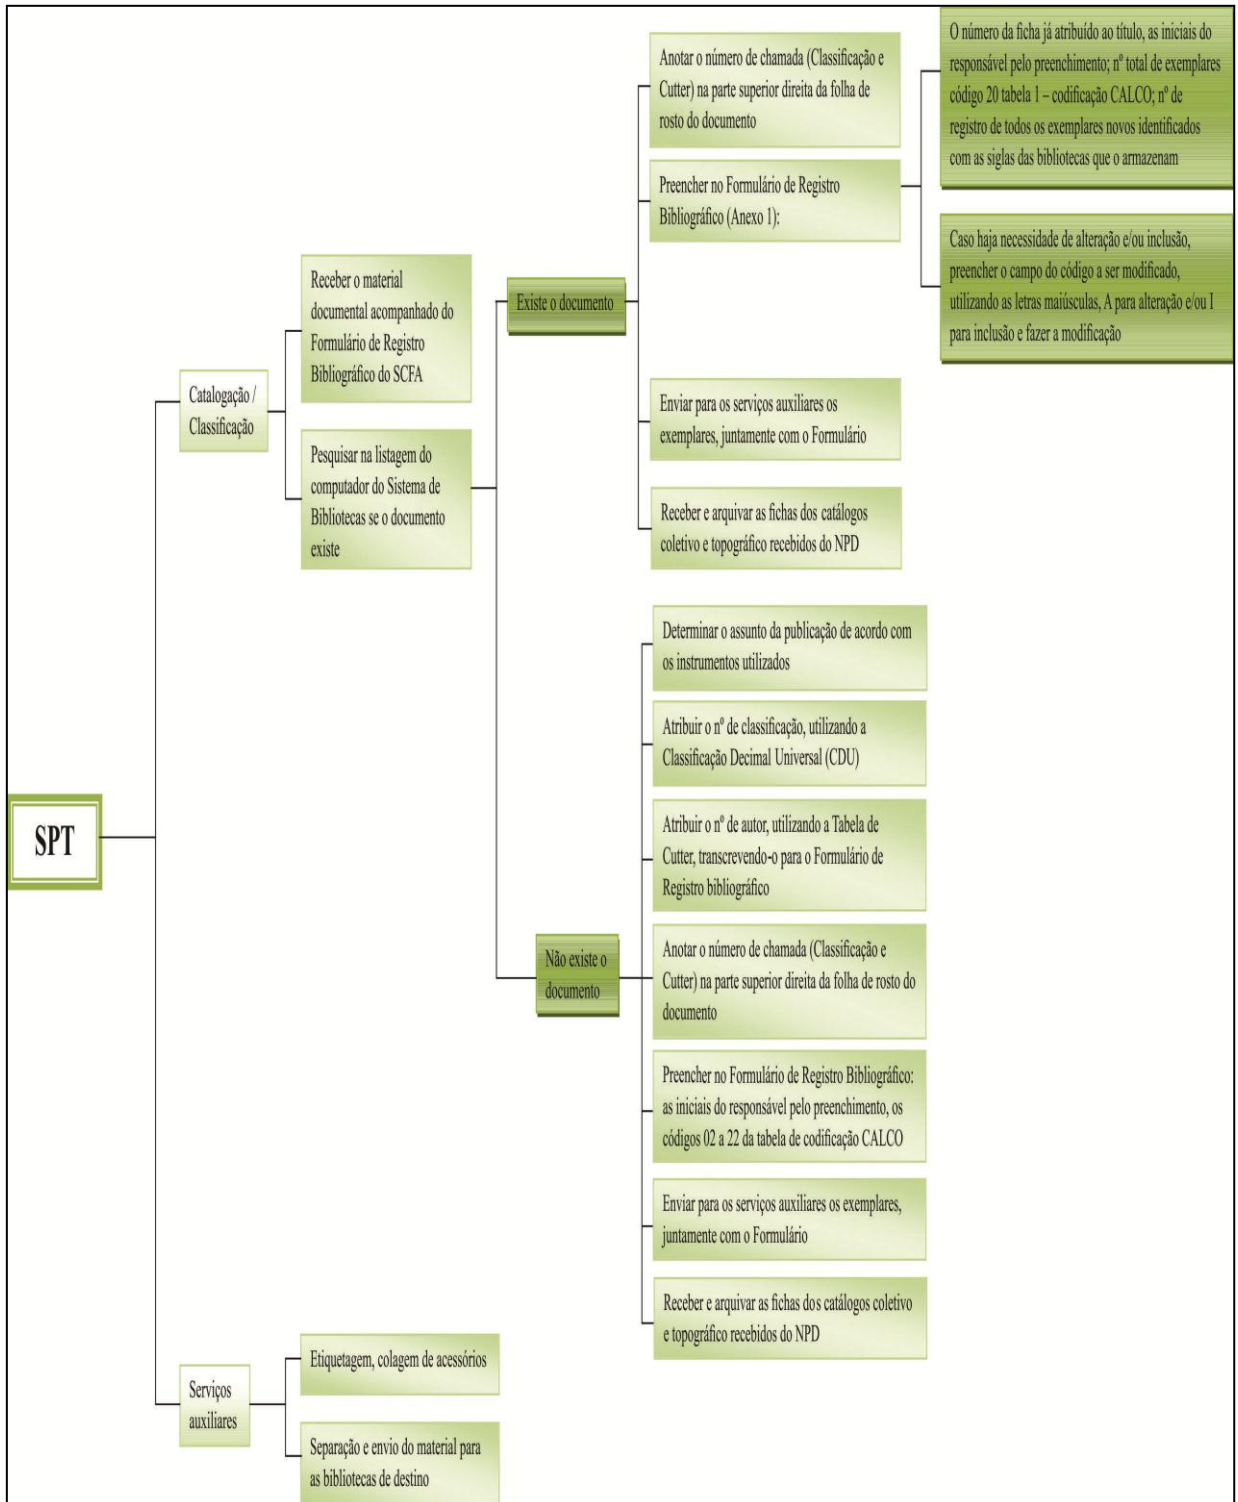 SPT
Catalogação /
Classificação
Receber o material
documental acompanhado do
Formulário de Registro
Bibliográfico do SCFA
Pesquisar na listagem do
computador do Sistema de
Bibliotecas se o documento
existe
Existe o documento
Anotar o número de chamada (Classificação e
Cutter) na parte superior direita da folha de
rosto do documento
Preencher no Formulário de Registro
Bibliográfico (Anexo 1):
O número da ficha já atribuído ao título, as iniciais do
responsável pelo preenchimento; nº total de exemplares
código 20 tabela 1 – codificação CALCO; nº de
registro de todos os exemplares novos identificados
com as siglas das bibliotecas que o armazenam
Caso haja necessidade de alteração e/ou inclusão,
preencher o campo do código a ser modificado,
utilizando as letras maiúsculas, A para alteração e/ou I
para inclusão e fazer a modificação
Enviar para os serviços auxiliares os
exemplares, juntamente com o Formulário
Receber e arquivar as fichas dos catálogos
coletivo e topográfico recebidos do NPD
Não existe o
documento
Determinar o assunto da publicação de acordo com
os instrumentos utilizados
Atribuir o nº de classificação, utilizando a
Classificação Decimal Universal (CDU)
Atribuir o nº de autor, utilizando a Tabela de
Cutter, transcrevendo-o para o Formulário de
Registro bibliográfico
Anotar o número de chamada (Classificação e
Cutter) na parte superior direita da folha de rosto do
documento
Preencher no Formulário de Registro Bibliográfico:
as iniciais do responsável pelo preenchimento, os
códigos 02 a 22 da tabela de codificação CALCO
Enviar para os serviços auxiliares os exemplares,
juntamente com o Formulário
Receber e arquivar as fichas dos catálogos coletivo
e topográfico recebidos do NPD
Serviços
auxiliares
Etiquetagem, colagem de acessórios
Separação e envio do material para
as bibliotecas de destino